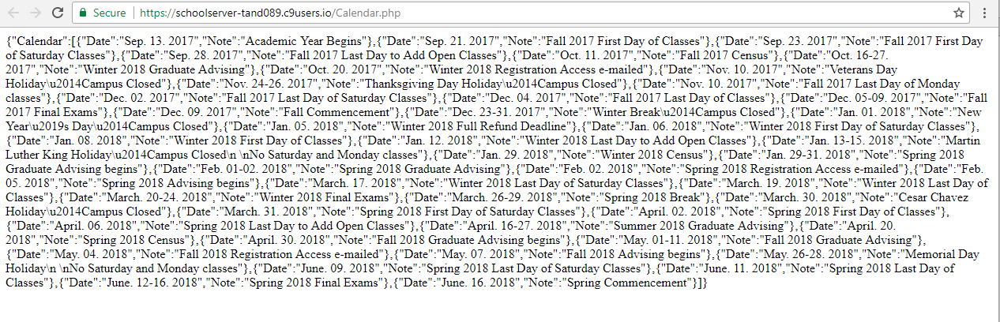 Secure https://schoolserver-tand089.c9users.io/Calendar.php
{"Calendar":[{"Date":"Sep. 13. 2017","Note":"Academic Year Begins"},{"Date":"Sep. 21. 2017","Note":"Fall 2017 First Day of Classes"},{"Date":"Sep. 23. 2017","Note":"Fall 2017 First Day
of Saturday Classes"},{"Date":"Sep. 28. 2017","Note":"Fall 2017 Last Day to Add Open Classes"},{"Date":"Oct. 11. 2017","Note":"Fall 2017 Census"},{"Date":"Oct. 16-27.
2017","Note":"Winter 2018 Graduate Advising"},{"Date":"Oct. 20. 2017","Note":"Winter 2018 Registration Access e-mailed"},{"Date":"Nov. 10. 2017","Note":"Veterans Day
Holiday\u2014Campus Closed"},{"Date":"Nov. 24-26. 2017","Note":"Thanksgiving Day Holiday\u2014Campus Closed"},{"Date":"Nov. 10. 2017","Note":"Fall 2017 Last Day of Monday
classes"},{"Date":"Dec. 02. 2017","Note":"Fall 2017 Last Day of Saturday Classes"},{"Date":"Dec. 04. 2017","Note":"Fall 2017 Last Day of Classes"},{"Date":"Dec. 05-09. 2017","Note":"Fall
2017 Final Exams"},{"Date":"Dec. 09. 2017","Note":"Fall Commencement"},{"Date":"Dec. 23-31. 2017","Note":"Winter Break\u2014Campus Closed"},{"Date":"Jan. 01. 2018","Note":"New
Year\u2019s Day\u2014Campus Closed"},{"Date":"Jan. 05. 2018","Note":"Winter 2018 Full Refund Deadline"},{"Date":"Jan. 06. 2018","Note":"Winter 2018 First Day of Saturday Classes"},
{"Date":"Jan. 08. 2018","Note":"Winter 2018 First Day of Classes"},{"Date":"Jan. 12. 2018","Note":"Winter 2018 Last Day to Add Open Classes"},{"Date":"Jan. 13-15. 2018","Note":"Martin
Luther King Holiday\u2014Campus Closed\n \nNo Saturday and Monday classes"},{"Date":"Jan. 29. 2018","Note":"Winter 2018 Census"},{"Date":"Jan. 29-31. 2018","Note":"Spring 2018
Graduate Advising begins"},{"Date":"Feb. 01-02. 2018","Note":"Spring 2018 Graduate Advising"},{"Date":"Feb. 02. 2018","Note":"Spring 2018 Registration Access e-mailed"},{"Date":"Feb.
05. 2018","Note":"Spring 2018 Advising begins"},{"Date":"March. 17. 2018","Note":"Winter 2018 Last Day of Saturday Classes"},{"Date":"March. 19. 2018","Note":"Winter 2018 Last Day of
Classes"},{"Date":"March. 20-24. 2018","Note":"Winter 2018 Final Exams"},{"Date":"March. 26-29. 2018","Note":"Spring 2018 Break"},{"Date":"March. 30. 2018","Note":"Cesar Chavez
Holiday\u2014Campus Closed"},{"Date":"March. 31. 2018","Note":"Spring 2018 First Day of Saturday Classes"},{"Date":"April. 02. 2018","Note":"Spring 2018 First Day of Classes"},
{"Date":"April. 06. 2018","Note":"Spring 2018 Last Day to Add Open Classes"},{"Date":"April. 16-27. 2018","Note":"Summer 2018 Graduate Advising"},{"Date":"April. 20.
2018","Note":"Spring 2018 Census"},{"Date":"April. 30. 2018","Note":"Fall 2018 Graduate Advising begins"},{"Date":"May. 01-11. 2018","Note":"Fall 2018 Graduate Advising"},
{"Date":"May. 04. 2018","Note":"Fall 2018 Registration Access e-mailed"},{"Date":"May. 07. 2018","Note":"Fall 2018 Advising begins"},{"Date":"May. 26-28. 2018","Note":"Memorial Day
Holiday\n \nNo Saturday and Monday classes"},{"Date":"June. 09. 2018","Note":"Spring 2018 Last Day of Saturday Classes"},{"Date":"June. 11. 2018","Note":"Spring 2018 Last Day of
Classes"},{"Date":"June. 12-16. 2018","Note":"Spring 2018 Final Exams"},{"Date":"June. 16. 2018","Note":"Spring Commencement"}]}